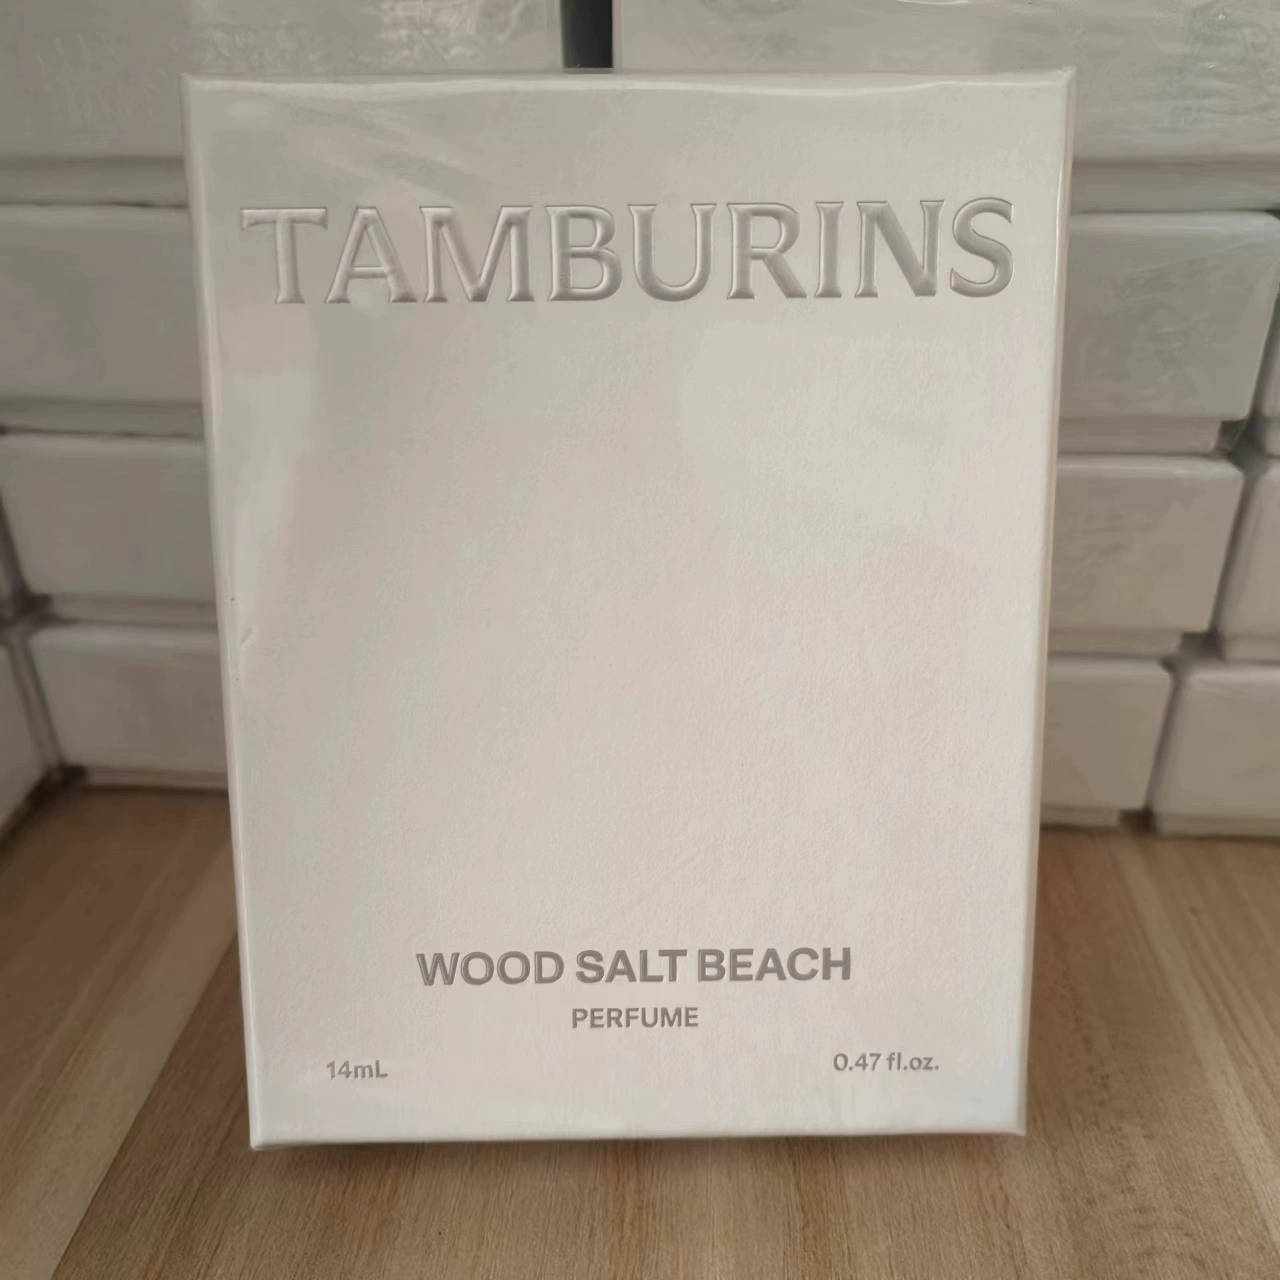 TAMBURINS
WOOD SALT BEACH
PERFUME
14mL 0.47 fl.oz.